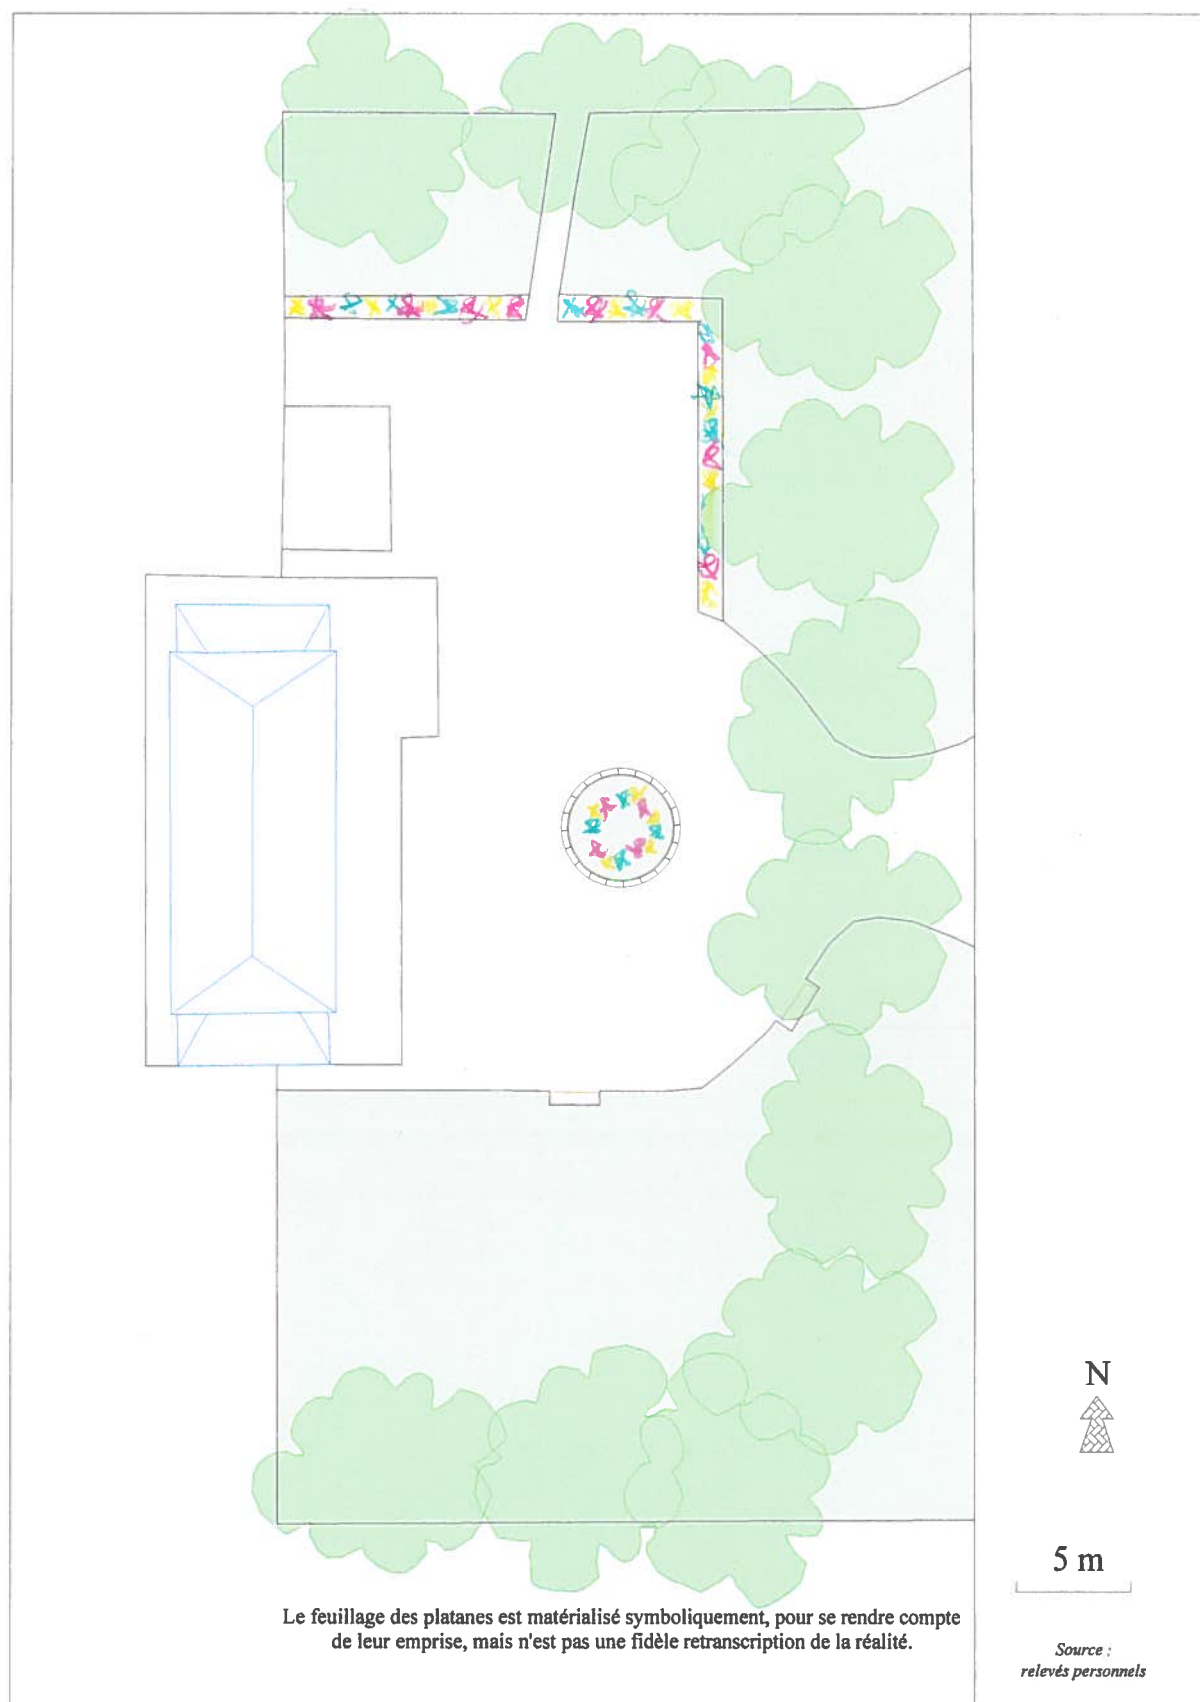 N
5 m
Le feuillage des platanes est matérialisé symboliquement, pour se rendre compte
de leur emprise, mais n'est pas une fidèle retranscription de la réalité.
Source :
relevés personnels